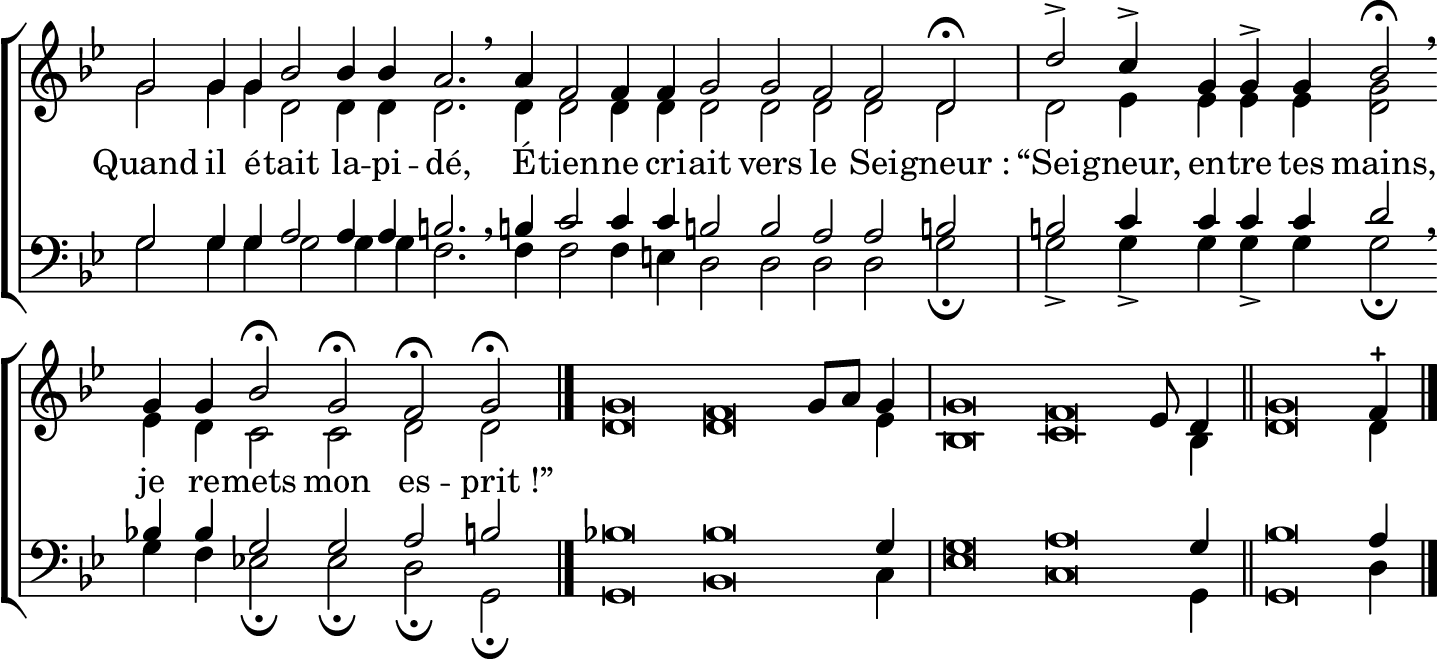 Quand il était la-pi-dé, Étienne criait vers le Seigneur : “Seigneur, entre tes mains,
je remets mon es-prit !”